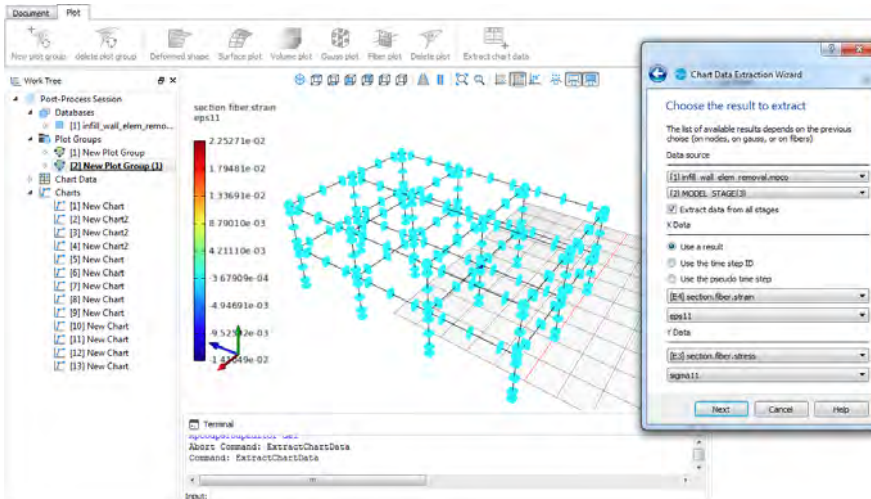 Document Plot
New plot group delete plot group Deformed shape Surface plot Volume plot Gauss plot Fiber plot Delete plot Extract chart data
Work Tree
Post-Process Session
Databases
[1] infill_wall_elem_remo...
Plot Groups
[1] New Plot Group
[2] New Plot Group (1)
Chart Data
Charts
[1] New Chart
[2] New Chart2
[3] New Chart2
[4] New Chart2
[5] New Chart
[6] New Chart
[7] New Chart
[8] New Chart
[9] New Chart
[10] New Chart
[11] New Chart
[12] New Chart
[13] New Chart
section fiber strain
eps11
2.25271e-02
1.79481e-02
1.33691e-02
8.79010e-03
4.21110e-03
-3.67909e-04
-4.94691e-03
Terminal
Abort Command: ExtractChartData
Command: ExtractChartData
Input:
Chart Data Extraction Wizard
Choose the result to extract
The list of available results depends on the previous
choice (on nodes, on gauss, or on fibers)
Data source
[1] infill_wall_elem_removal.mpco
[2] MODEL_STAGE[3]
Extract data from all stages
X Data
Use a result
Use the time step ID
Use the pseudo time step
[E4] section.fiber.strain
eps11
Y Data
[E3] section.fiber.stress
sigma11
Next Cancel Help